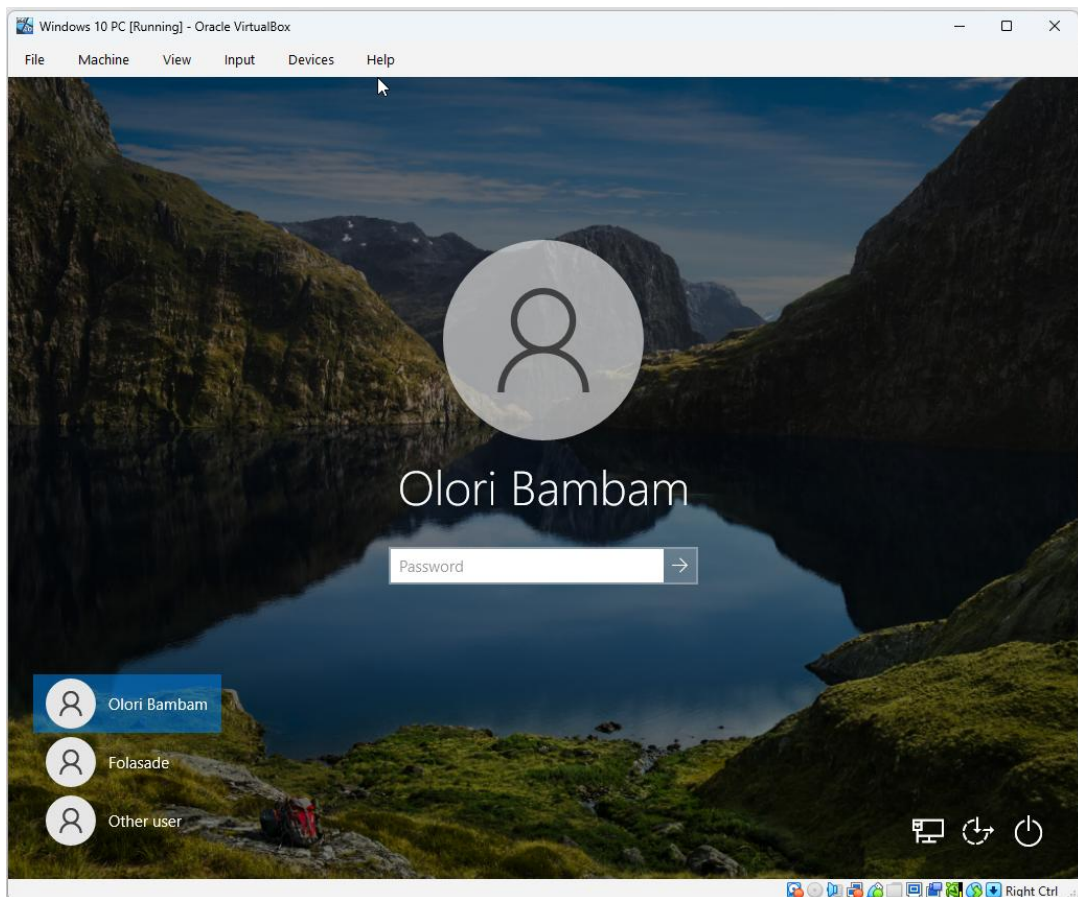 Windows 10 PC [Running] - Oracle VirtualBox
File Machine View Input Devices Help
Olori Bambam
Password
Olori Bambam
Folasade
Other user
Right Ctrl